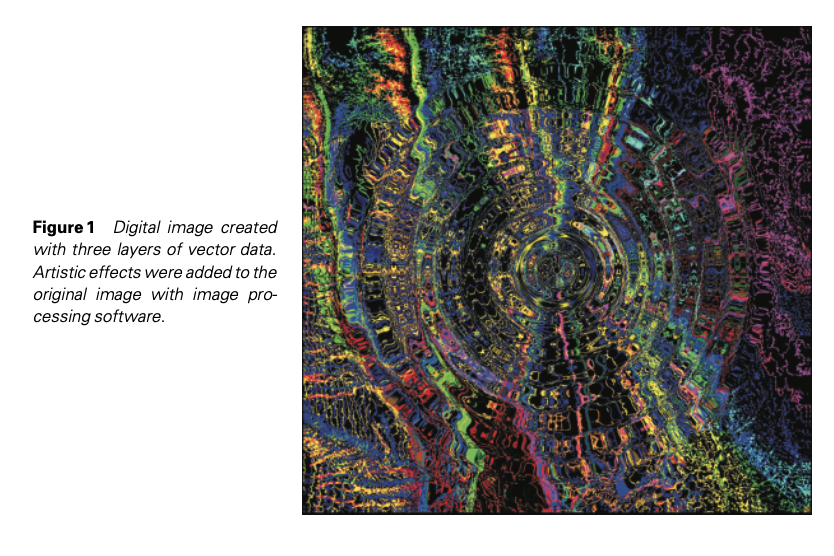 Figure 1 Digital image created
with three layers of vector data.
Artistic effects were added to the
original image with image pro-
cessing software.